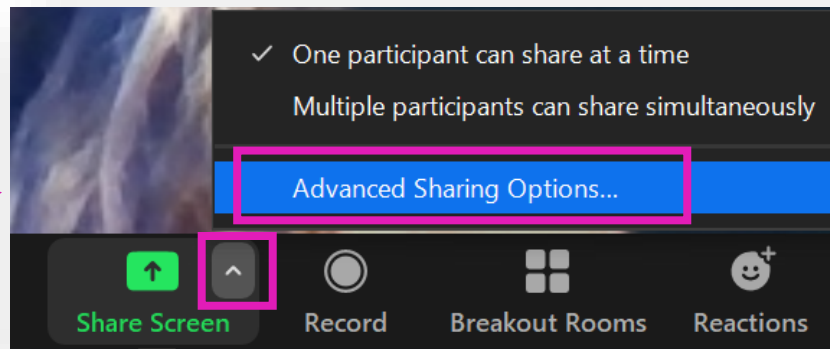 One participant can share at a time
Multiple participants can share simultaneously
Advanced Sharing Options...
Share Screen
Record
Breakout Rooms
Reactions